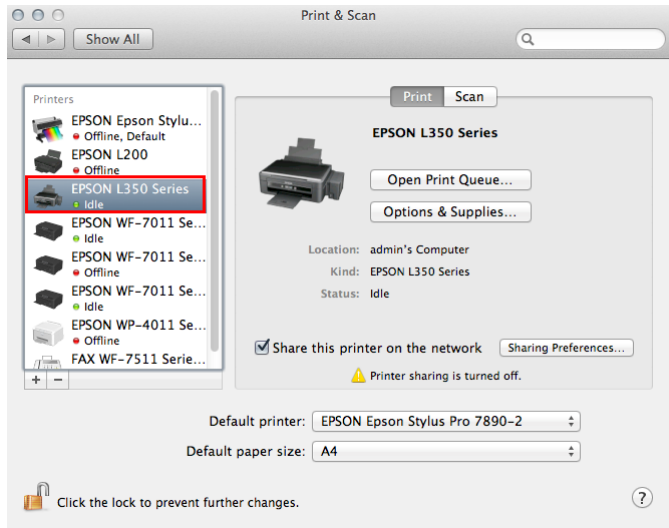 Print & Scan
Show All
Printers
EPSON Epson Stylu...
Offline, Default
EPSON L200
Offline
EPSON L350 Series
Idle
EPSON WF-7011 Se...
Idle
EPSON WF-7011 Se...
Offline
EPSON WF-7011 Se...
Idle
EPSON WP-4011 Se...
Offline
FAX WF-7511 Serie...
+ −
Print Scan
EPSON L350 Series
Open Print Queue...
Options & Supplies...
Location: admin's Computer
Kind: EPSON L350 Series
Status: Idle
Share this printer on the network Sharing Preferences...
Printer sharing is turned off.
Default printer: EPSON Epson Stylus Pro 7890-2
Default paper size: A4
Click the lock to prevent further changes.
?